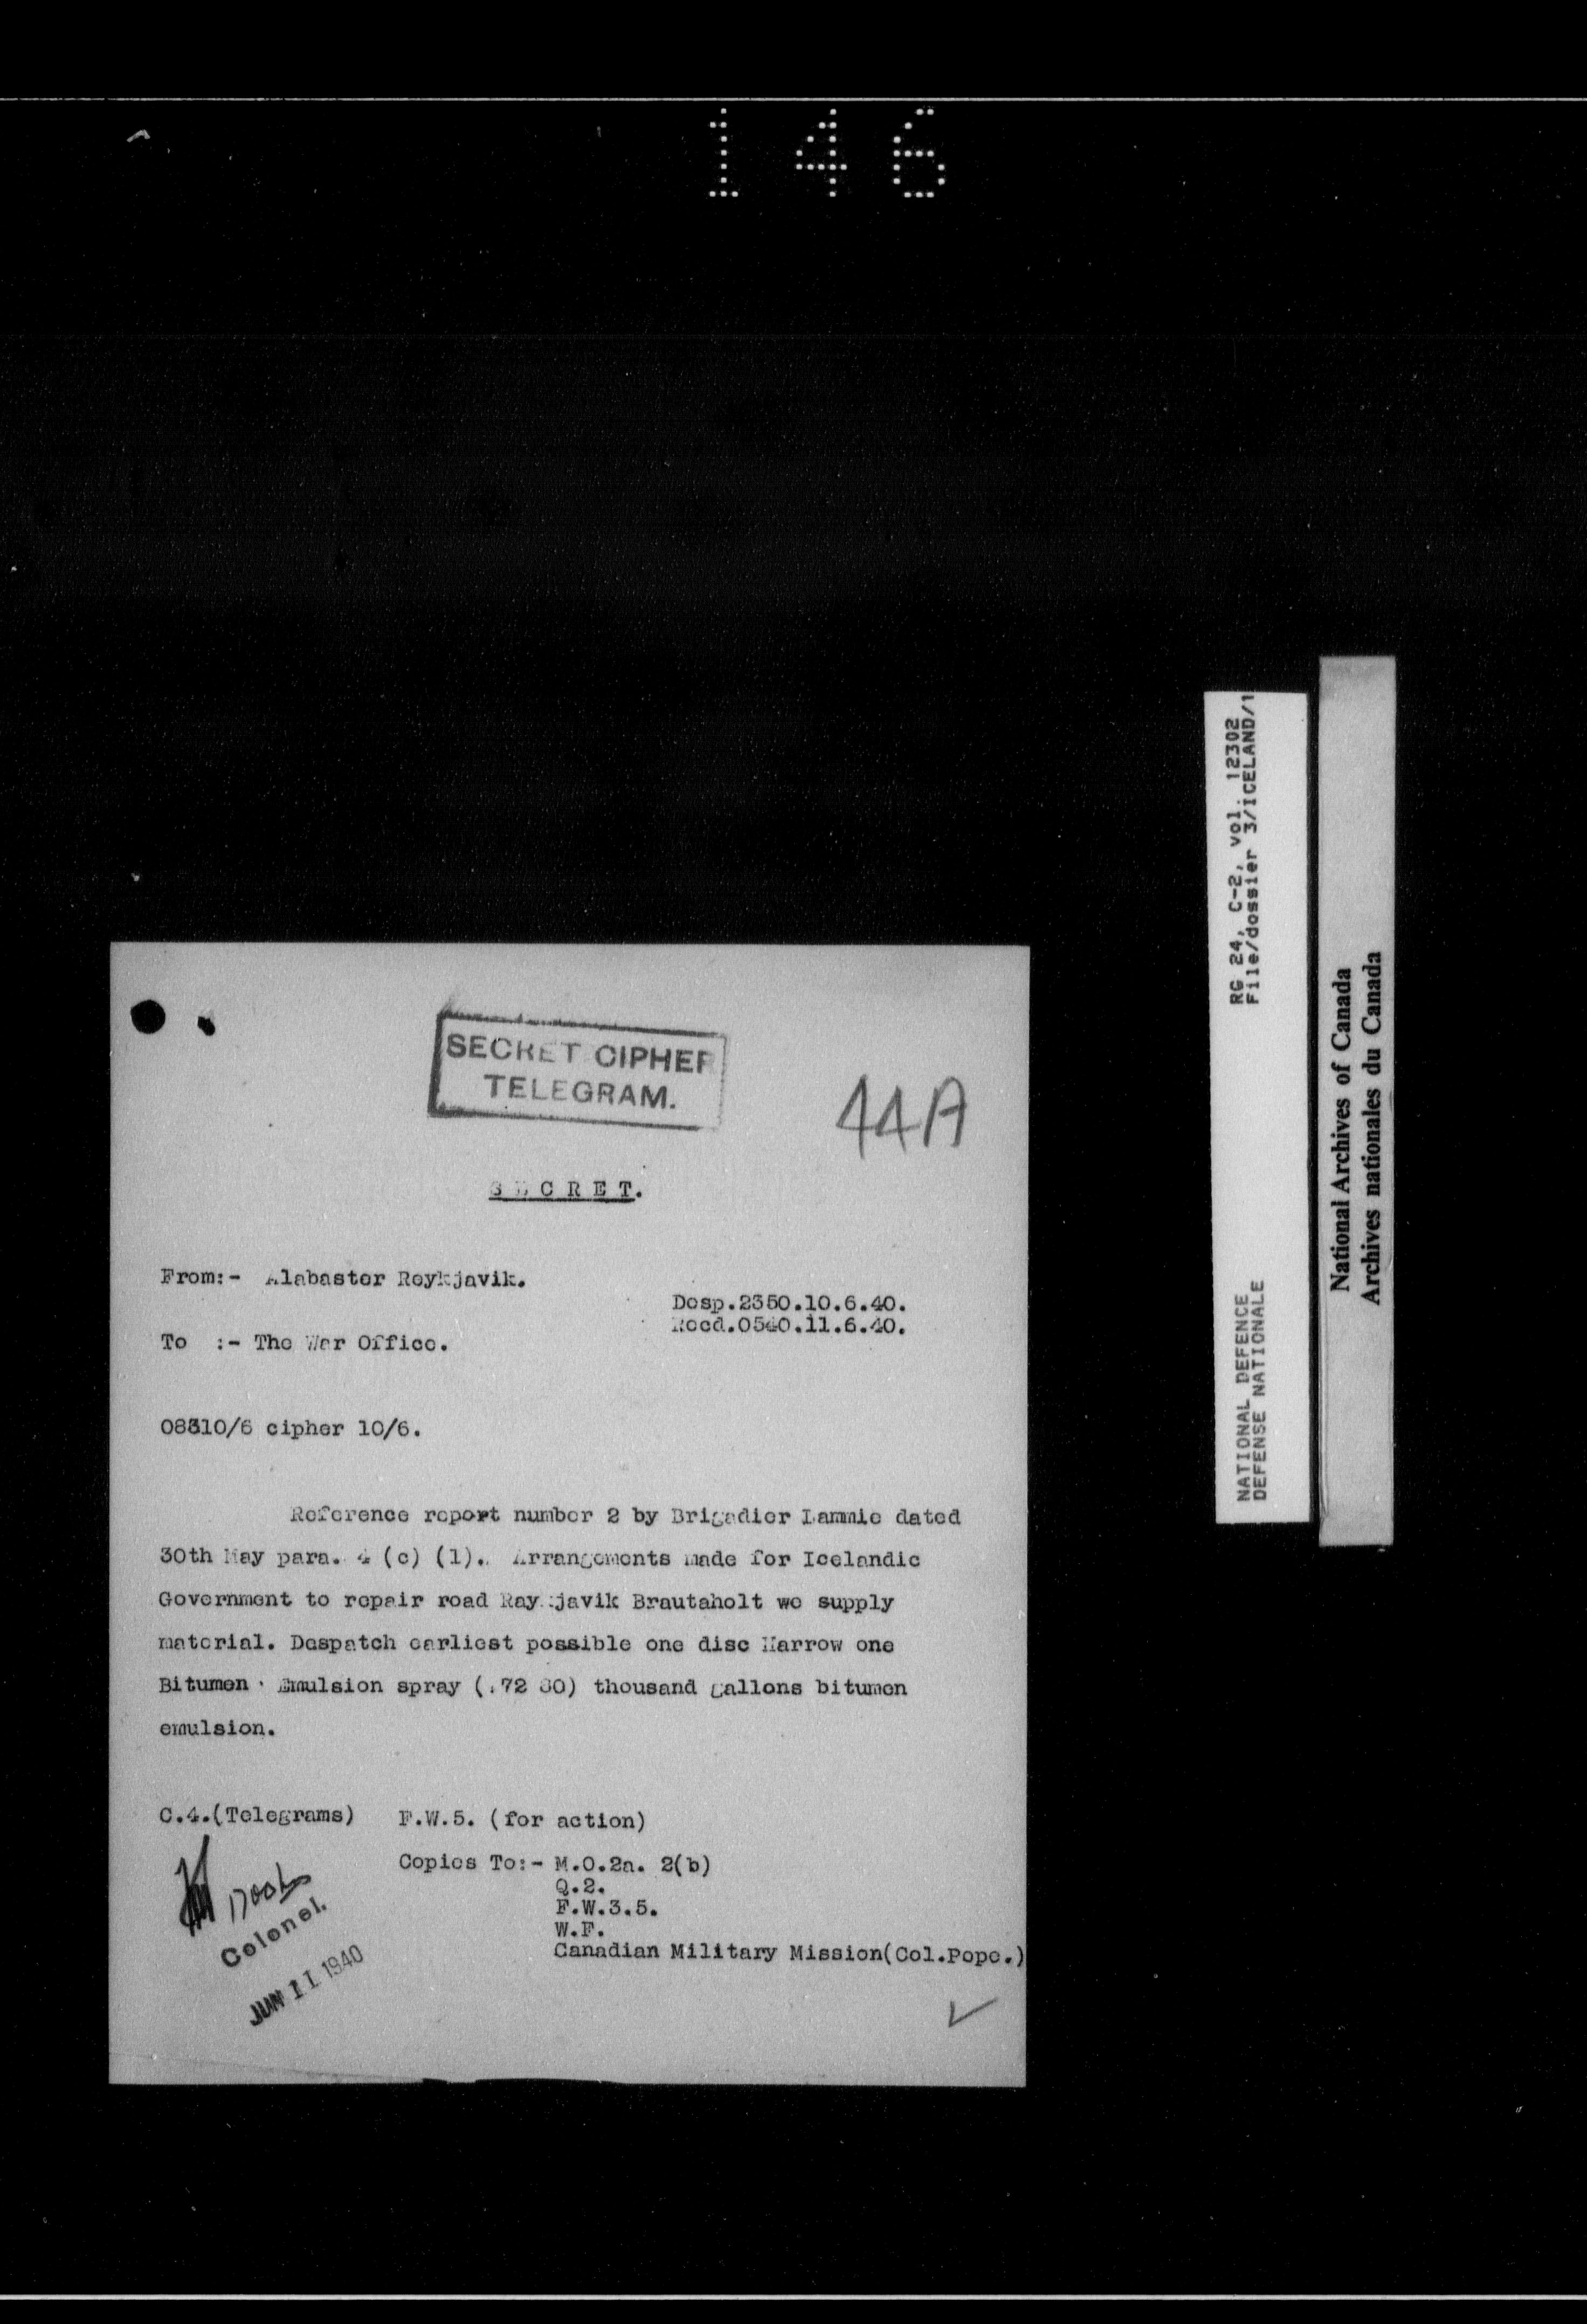 146
SECRET CIPHER
TELEGRAM.
44A
SECRET.
From:- Alabaster Reykjavik.
Desp.2350.10.6.40.
Recd.0540.11.6.40.
To :- The War Office.
08310/6 cipher 10/6.
Reference report number 2 by Brigadier Lammie dated
30th May para. 4 (c) (1). Arrangements made for Icelandic
Government to repair road Raykjavik Brautaholt we supply
material. Despatch earliest possible one disc Harrow one
Bitumen Emulsion spray ( thousand gallons bitumen
emulsion.
C.4.(Telegrams) F.W.5. (for action)
Copies To:- M.O.2a. 2(b)
Q.2.
F.W.3.5.
W.F.
Canadian Military Mission(Col.Pope.)
Colonel.
JUN 11 1940
RG 24, C-2, vol. 12302
File/dossier 3/ICELAND/1
NATIONAL DEFENCE
DEFENSE NATIONALE
National Archives of Canada
Archives nationales du Canada